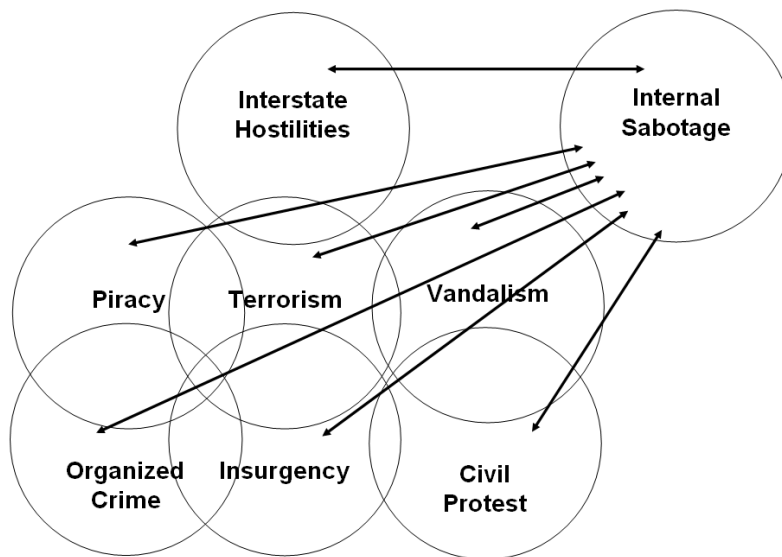 Interstate
Hostilities
Internal
Sabotage
Piracy
Terrorism
Vandalism
Organized
Crime
Insurgency
Civil
Protest